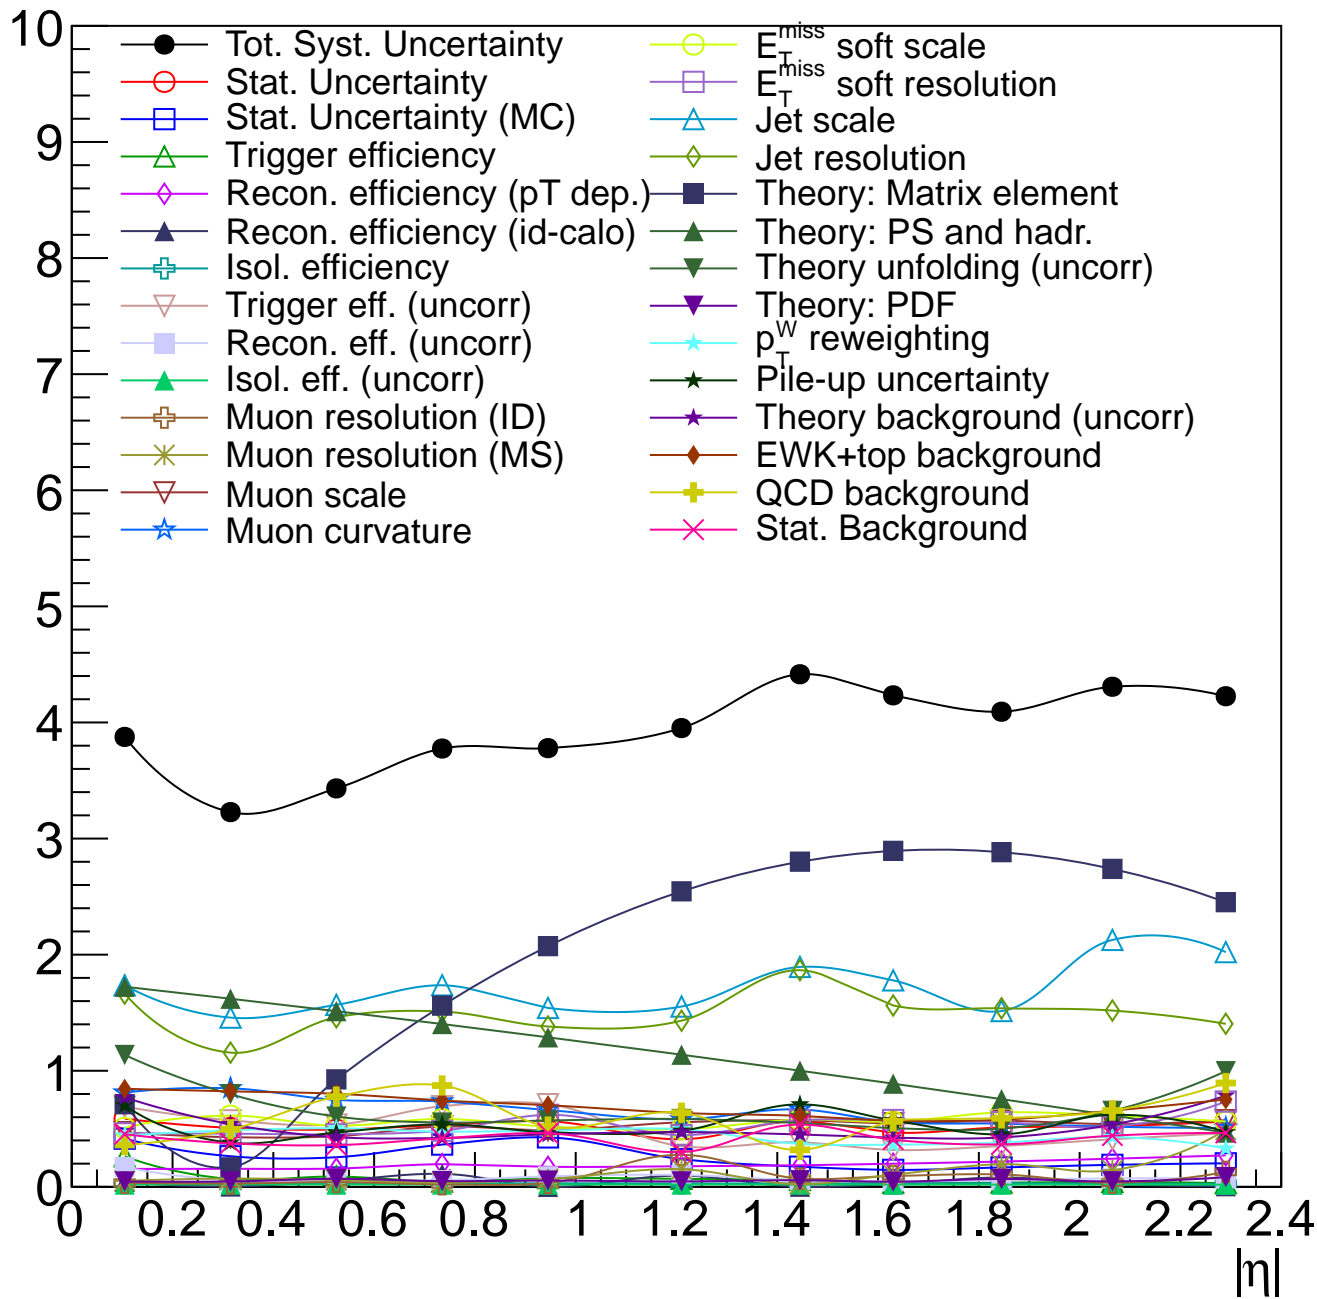 10
9
8
7
6
5
4
3
2
1
0
Tot. Syst. Uncertainty
Stat. Uncertainty
Stat. Uncertainty (MC)
Trigger efficiency
Recon. efficiency (pT dep.)
Recon. efficiency (id-calo)
Isol. efficiency
Trigger eff. (uncorr)
Recon. eff. (uncorr)
Isol. eff. (uncorr)
Muon resolution (ID)
Muon resolution (MS)
Muon scale
Muon curvature
E_T^miss soft scale
E_T^miss soft resolution
Jet scale
Jet resolution
Theory: Matrix element
Theory: PS and hadr.
Theory unfolding (uncorr)
Theory: PDF
p_T^W reweighting
Pile-up uncertainty
Theory background (uncorr)
EWK+top background
QCD background
Stat. Background
0 0.2 0.4 0.6 0.8 1 1.2 1.4 1.6 1.8 2 2.2 2.4
|η|